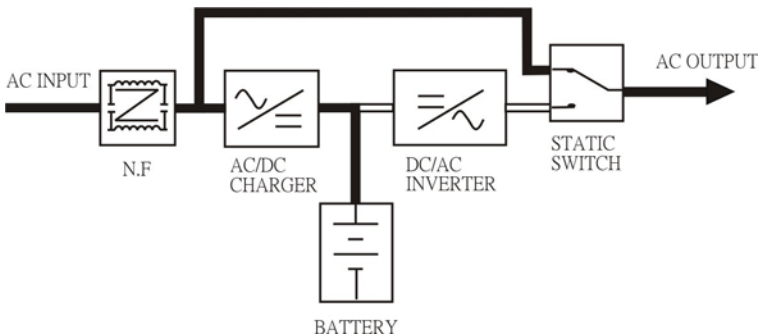 AC INPUT
AC OUTPUT
N.F
AC/DC
CHARGER
DC/AC
INVERTER
STATIC
SWITCH
BATTERY